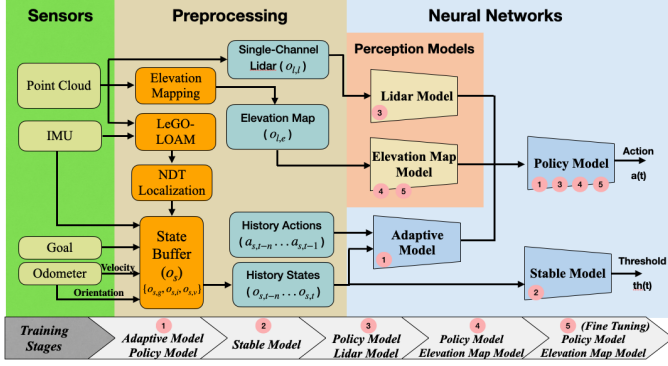 Sensors
Preprocessing
Neural Networks
Point Cloud
IMU
Goal
Odometer
Velocity
Orientation
Elevation
Mapping
LeGO-
LOAM
NDT
Localization
State
Buffer
(o_s)
{o_{s,g}, o_{s,i}, o_{s,v}}
Single-Channel
Lidar (o_{l,l})
Elevation Map
(o_{l,e})
History Actions
(a_{s,t−n} … a_{s,t−1})
History States
(o_{s,t−n} … o_{s,t})
Perception Models
Lidar Model
3
Elevation Map
Model
4 5
Adaptive
Model
1
Policy Model
1 3 4 5
Action
a(t)
Stable Model
2
Threshold
th(t)
Training
Stages
1
Adaptive Model
Policy Model
2
Stable Model
3
Policy Model
Lidar Model
4
Policy Model
Elevation Map Model
5 (Fine Tuning)
Policy Model
Elevation Map Model